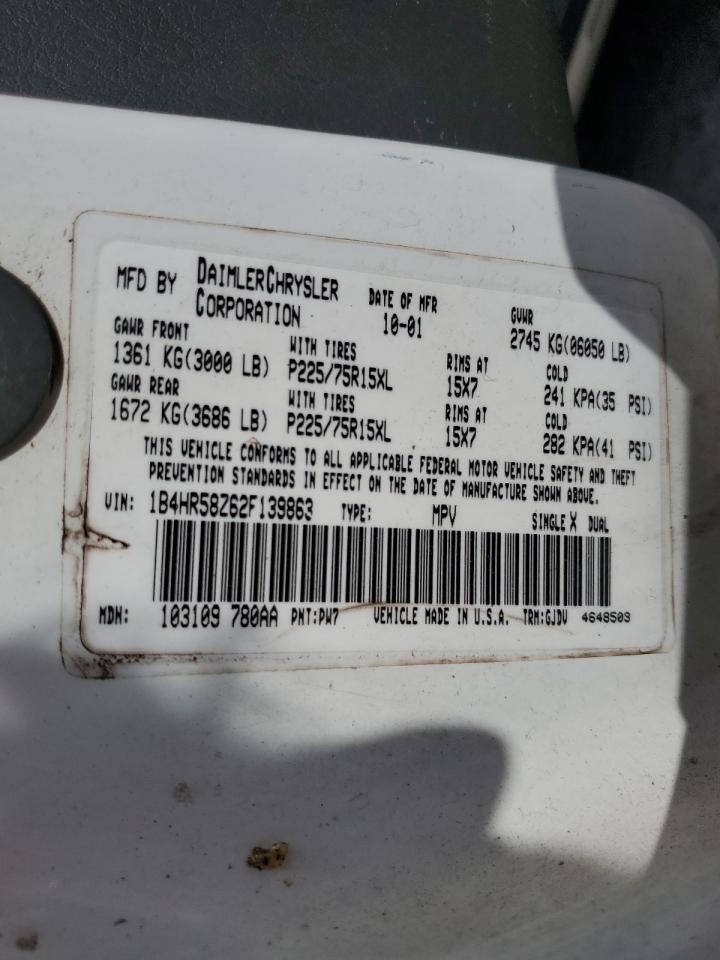 MFD BY DAIMLERCHRYSLER CORPORATION DATE OF MFR 10-01 GVWR 2745 KG(06050 LB)
GAWR FRONT WITH TIRES RIMS AT COLD
1361 KG(3000 LB) P225/75R15XL 15X7 241 KPA(35 PSI)
GAWR REAR WITH TIRES RIMS AT COLD
1672 KG(3686 LB) P225/75R15XL 15X7 282 KPA(41 PSI)
THIS VEHICLE CONFORMS TO ALL APPLICABLE FEDERAL MOTOR VEHICLE SAFETY AND THEFT
PREVENTION STANDARDS IN EFFECT ON THE DATE OF MANUFACTURE SHOWN ABOVE.
VIN: 1B4HR58Z62F139863 TYPE: MPV SINGLE X DUAL
MDH: 103109 780AA PNT:PW7 VEHICLE MADE IN U.S.A. TRM:GJDV 4648503